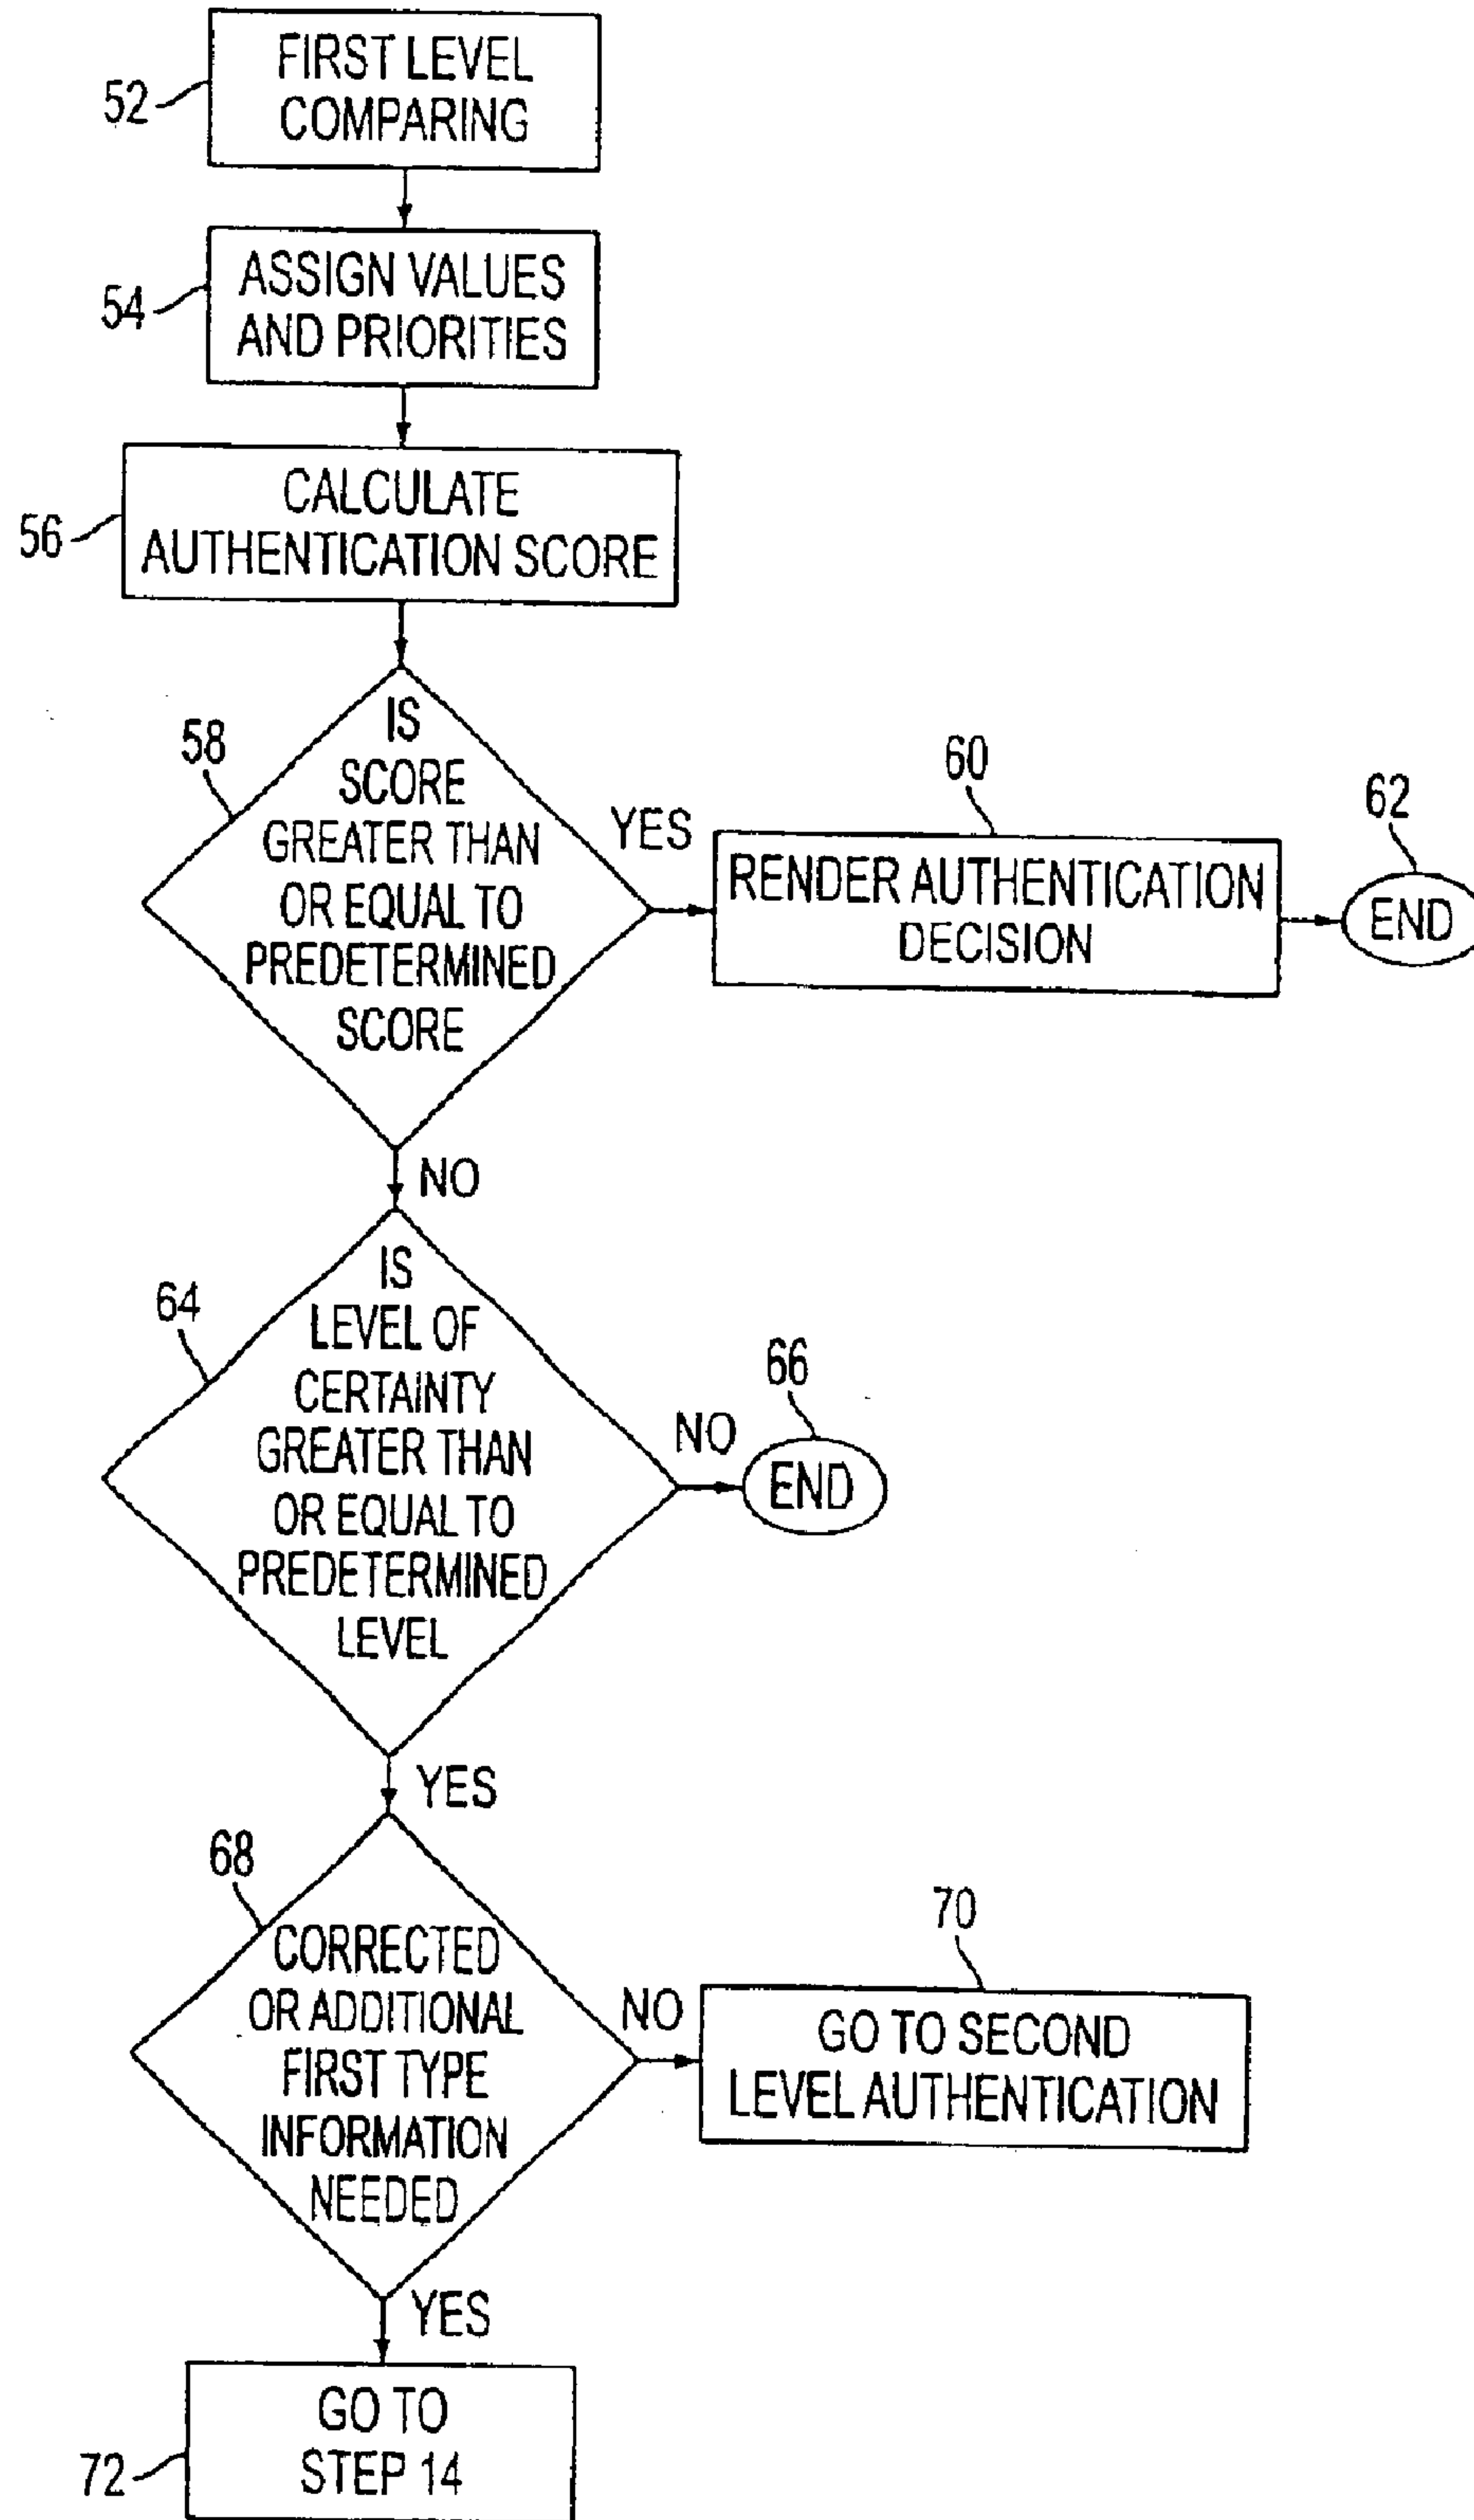 52
FIRST LEVEL
COMPARING
54
ASSIGN VALUES
AND PRIORITIES
56
CALCULATE
AUTHENTICATION SCORE
58
IS
SCORE
GREATER THAN
OR EQUAL TO
PREDETERMINED
SCORE
YES
60
RENDER AUTHENTICATION
DECISION
62
END
NO
64
IS
LEVEL OF
CERTAINTY
GREATER THAN
OR EQUAL TO
PREDETERMINED
LEVEL
NO
66
END
YES
68
CORRECTED
OR ADDITIONAL
FIRST TYPE
INFORMATION
NEEDED
NO
70
GO TO SECOND
LEVEL AUTHENTICATION
YES
72
GO TO
STEP 14